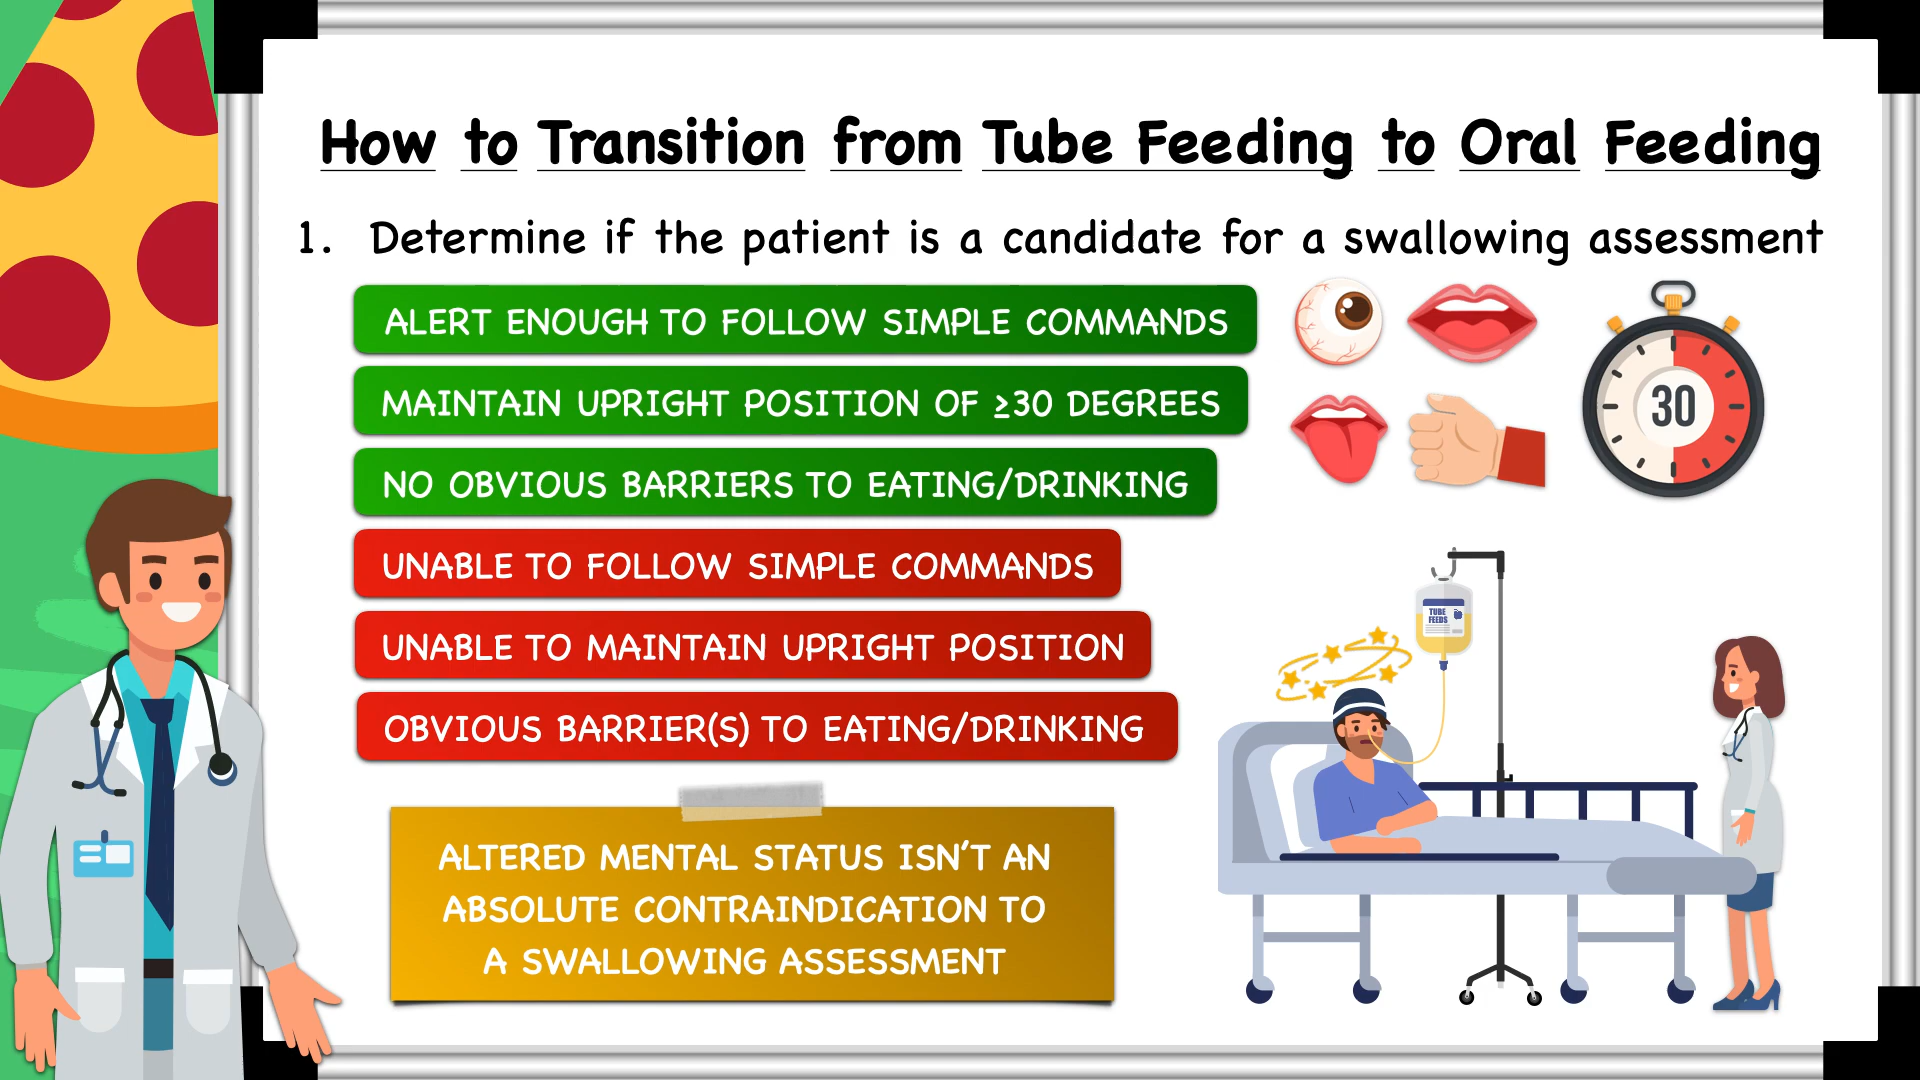 How to Transition from Tube Feeding to Oral Feeding
1. Determine if the patient is a candidate for a swallowing assessment
ALERT ENOUGH TO FOLLOW SIMPLE COMMANDS
MAINTAIN UPRIGHT POSITION OF ≥30 DEGREES
NO OBVIOUS BARRIERS TO EATING/DRINKING
30
UNABLE TO FOLLOW SIMPLE COMMANDS
UNABLE TO MAINTAIN UPRIGHT POSITION
OBVIOUS BARRIER(S) TO EATING/DRINKING
TUBE
FEEDS
ALTERED MENTAL STATUS ISN'T AN
ABSOLUTE CONTRAINDICATION TO
A SWALLOWING ASSESSMENT